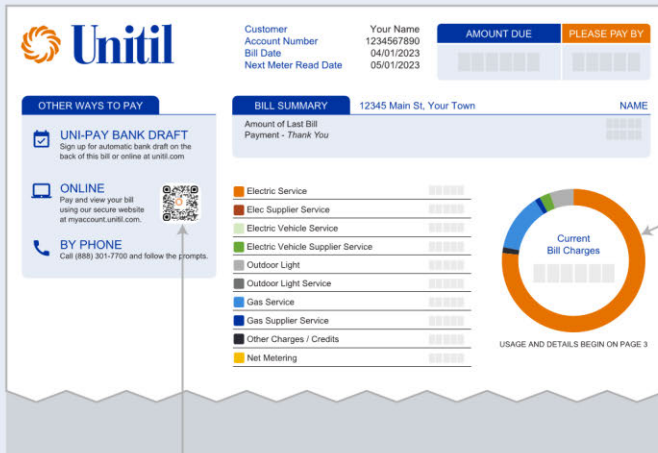 Unitil
Customer Your Name
Account Number 1234567890
Bill Date 04/01/2023
Next Meter Read Date 05/01/2023
AMOUNT DUE PLEASE PAY BY
OTHER WAYS TO PAY
UNI-PAY BANK DRAFT
Sign up for automatic bank draft on the
back of this bill or online at unitil.com
ONLINE
Pay and view your bill
using our secure website
at myaccount.unitil.com.
BY PHONE
Call (888) 301-7700 and follow the prompts.
BILL SUMMARY 12345 Main St, Your Town NAME
Amount of Last Bill
Payment - Thank You
Electric Service
Elec Supplier Service
Electric Vehicle Service
Electric Vehicle Supplier Service
Outdoor Light
Outdoor Light Service
Gas Service
Gas Supplier Service
Other Charges / Credits
Net Metering
Current
Bill Charges
USAGE AND DETAILS BEGIN ON PAGE 3